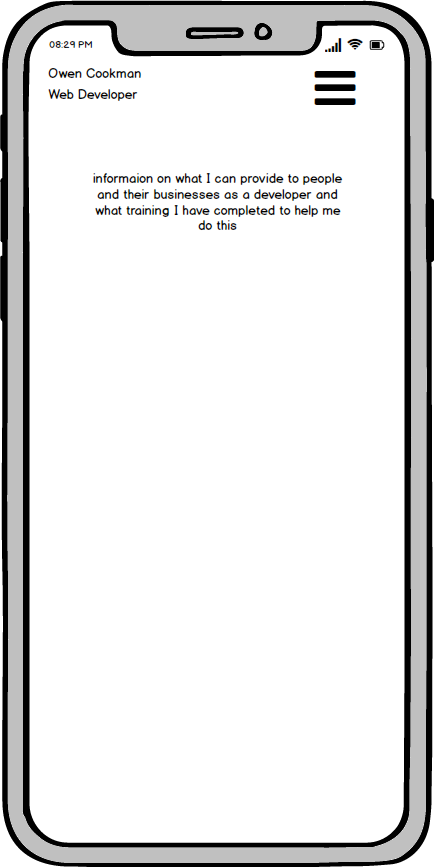 08:29 PM
Owen Cookman
Web Developer
informaion on what I can provide to people
and their businesses as a developer and
what training I have completed to help me
do this